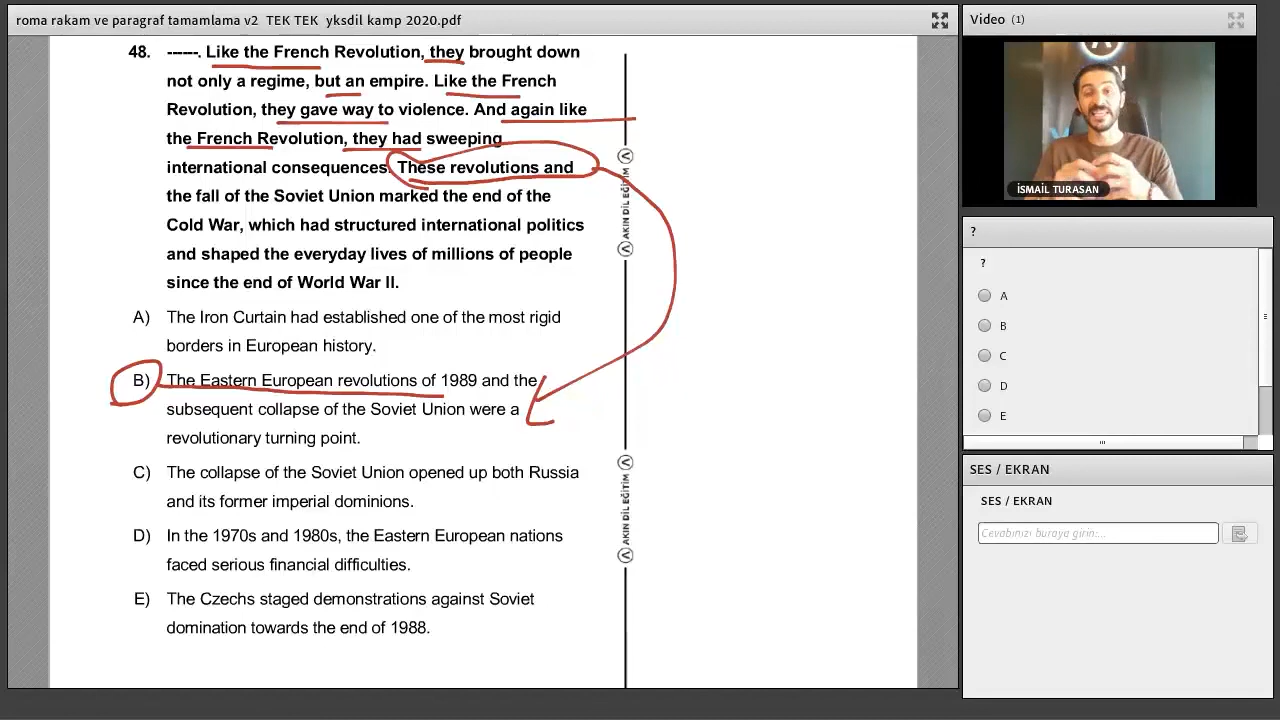 roma rakam ve paragraf tamamlama v2  TEK TEK  yksdil kamp 2020.pdf
48. ------. Like the French Revolution, they brought down
not only a regime, but an empire. Like the French
Revolution, they gave way to violence. And again like
the French Revolution, they had sweeping
international consequences. These revolutions and
the fall of the Soviet Union marked the end of the
Cold War, which had structured international politics
and shaped the everyday lives of millions of people
since the end of World War II.
A) The Iron Curtain had established one of the most rigid
borders in European history.
B) The Eastern European revolutions of 1989 and the
subsequent collapse of the Soviet Union were a
revolutionary turning point.
C) The collapse of the Soviet Union opened up both Russia
and its former imperial dominions.
D) In the 1970s and 1980s, the Eastern European nations
faced serious financial difficulties.
E) The Czechs staged demonstrations against Soviet
domination towards the end of 1988.
AKIN DİL EĞİTİM
AKIN DİL EĞİTİM
Video (1)
İSMAİL TURASAN
?
?
A
B
C
D
E
SES / EKRAN
SES / EKRAN
Cevabınızı buraya girin:...